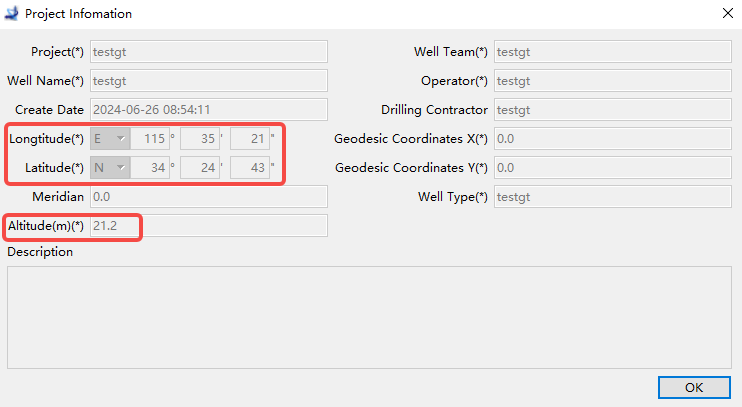 Project Infomation
Project(*) testgt Well Team(*) testgt
Well Name(*) testgt Operator(*) testgt
Create Date 2024-06-26 08:54:11 Drilling Contractor testgt
Longtitude(*) E 115 ° 35 ' 21 " Geodesic Coordinates X(*) 0.0
Latitude(*) N 34 ° 24 ' 43 " Geodesic Coordinates Y(*) 0.0
Meridian 0.0 Well Type(*) testgt
Altitude(m)(*) 21.2
Description
OK